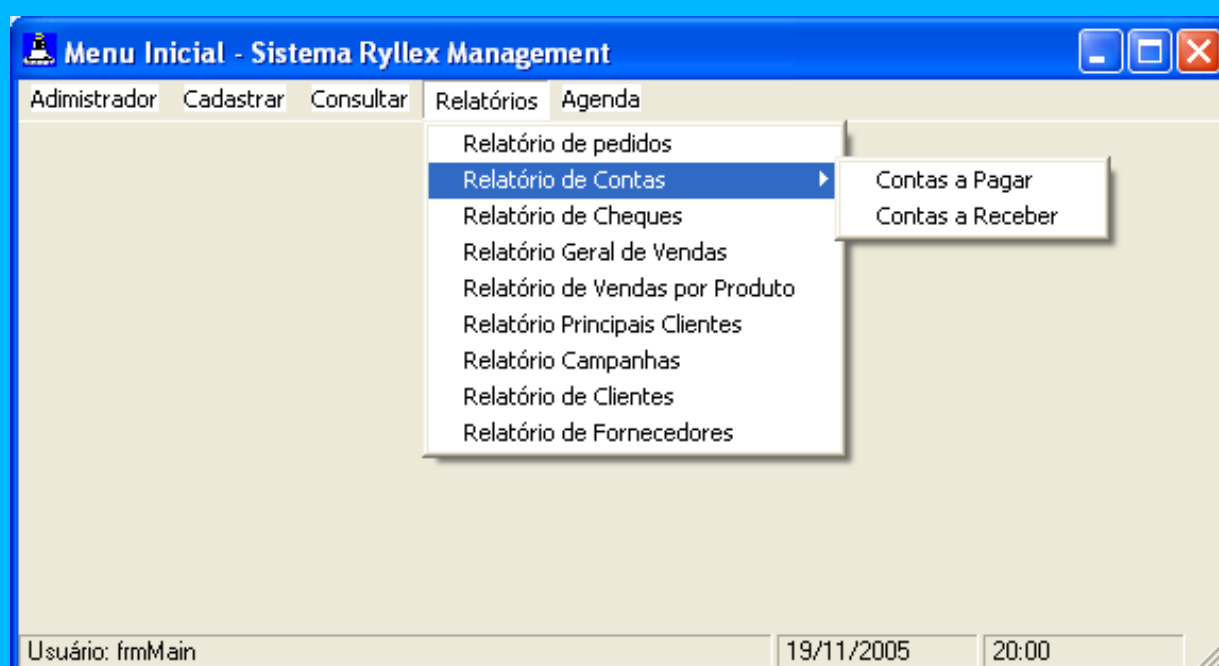 Menu Inicial - Sistema Ryllex Management
Adimistrador Cadastrar Consultar Relatórios Agenda
Relatório de pedidos
Relatório de Contas
Contas a Pagar
Relatório de Cheques
Contas a Receber
Relatório Geral de Vendas
Relatório de Vendas por Produto
Relatório Principais Clientes
Relatório Campanhas
Relatório de Clientes
Relatório de Fornecedores
Usuário: frmMain 19/11/2005 20:00